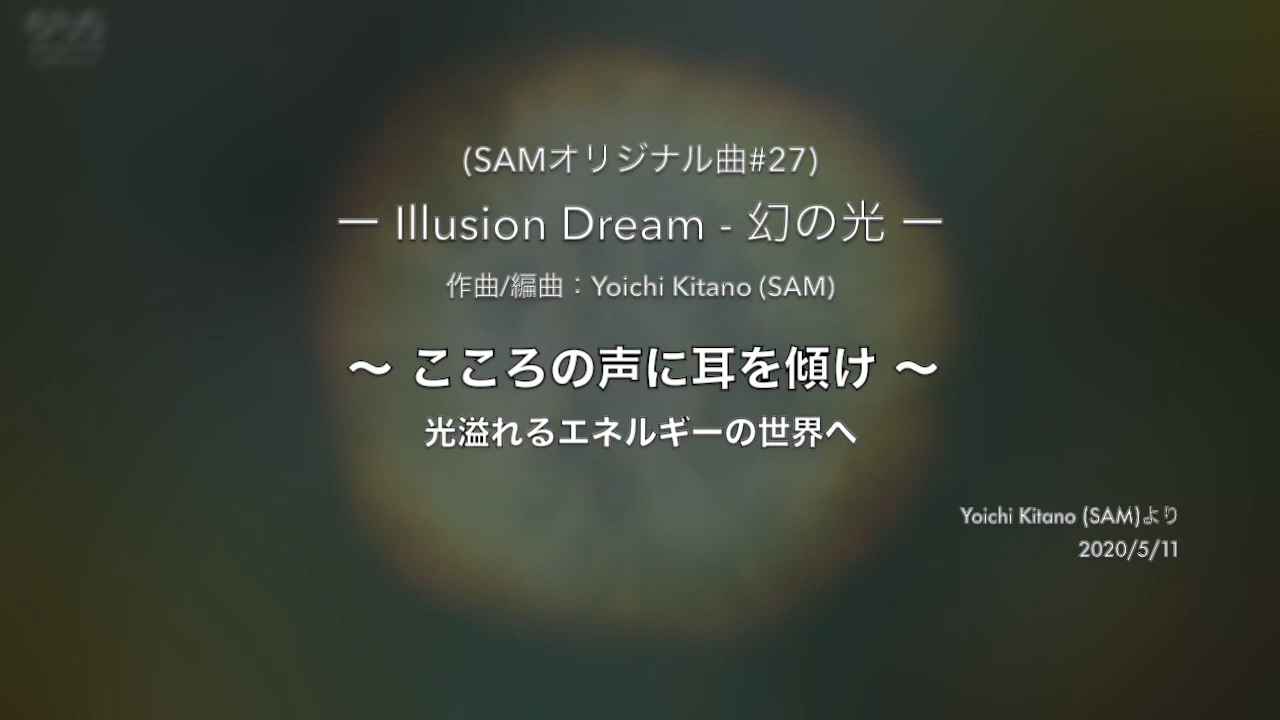 (SAMオリジナル曲#27)
ー Illusion Dream - 幻の光 ー
作曲/編曲：Yoichi Kitano (SAM)
〜 こころの声に耳を傾け 〜
光溢れるエネルギーの世界へ
Yoichi Kitano (SAM)より
2020/5/11